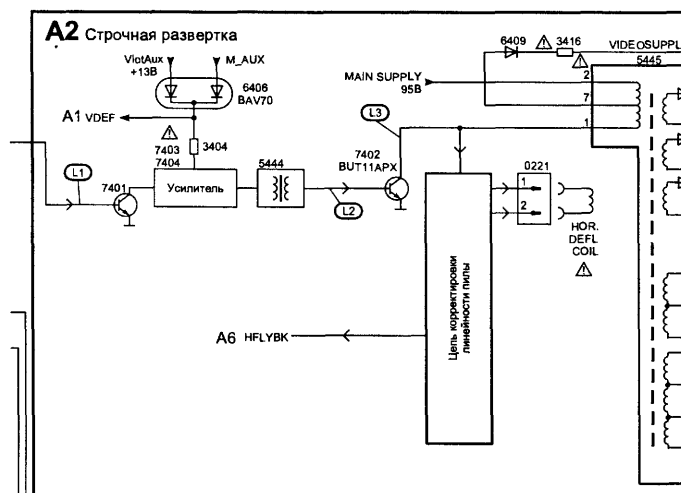 A2 Строчная развертка
VlotAux
+13В
M_AUX
6406
BAV70
A1 VDEF
7403
7404
3404
L1
7401
Усилитель
5444
L2
7402
BUT11APX
L3
MAIN SUPPLY
95В
6409
3416
VIDEOSUPPL
5445
2
7
1
0221
1
2
HOR.
DEFL
COIL
Цепь корректировки
линейности пилы
A6 HFLYBK